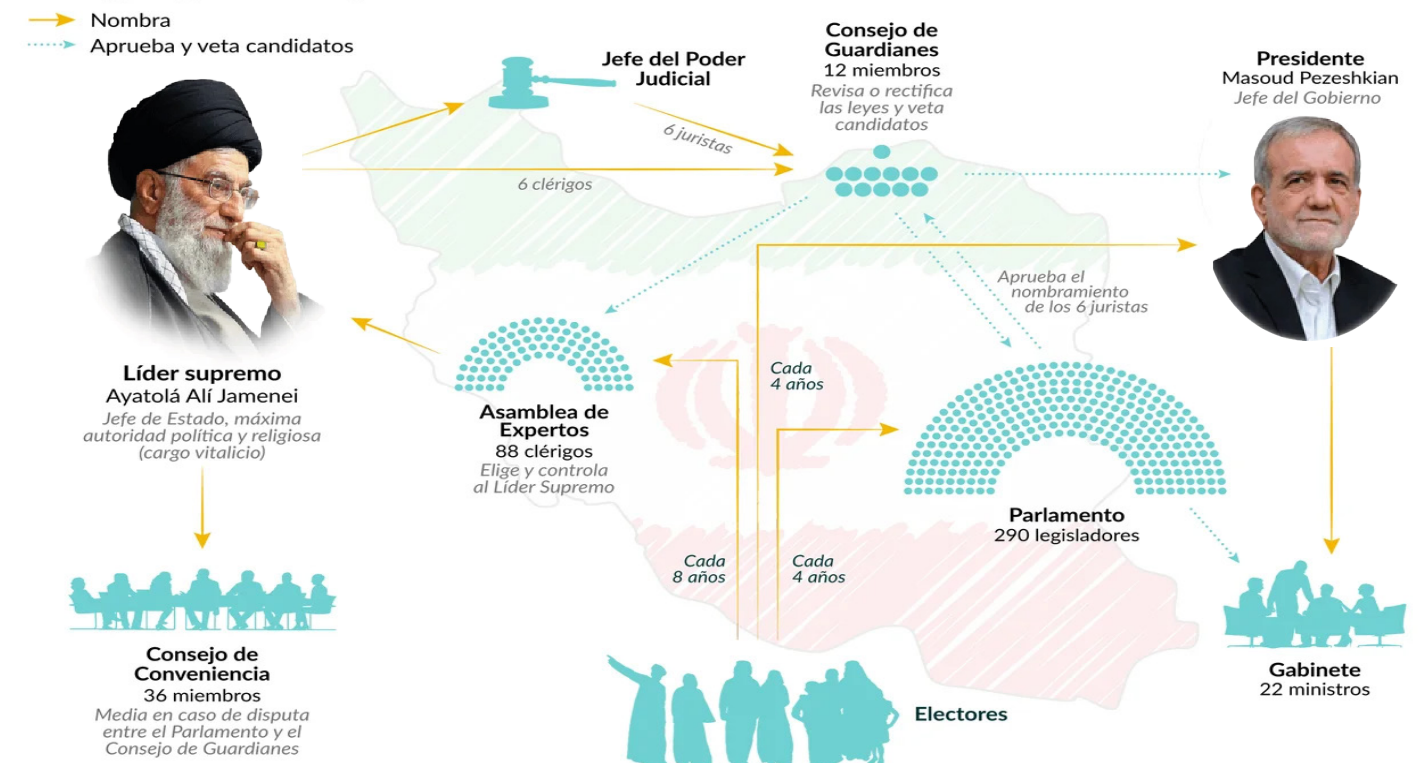 Nombra
Aprueba y veta candidatos
Jefe del Poder
Judicial
6 juristas
6 clérigos
Consejo de
Guardianes
12 miembros
Revisa o rectifica
las leyes y veta
candidatos
Presidente
Masoud Pezeshkian
Jefe del Gobierno
Aprueba el
nombramiento
de los 6 juristas
Líder supremo
Ayatolá Alí Jamenei
Jefe de Estado, máxima
autoridad política y religiosa
(cargo vitalicio)
Asamblea de
Expertos
88 clérigos
Elige y controla
al Líder Supremo
Cada
4 años
Parlamento
290 legisladores
Cada
8 años
Cada
4 años
Consejo de
Conveniencia
36 miembros
Media en caso de disputa
entre el Parlamento y el
Consejo de Guardianes
Electores
Gabinete
22 ministros